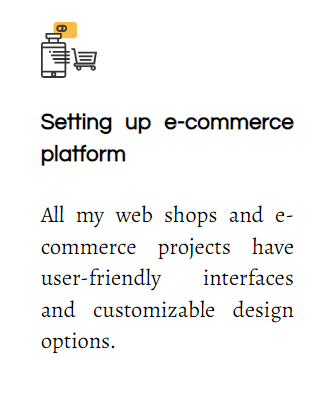 Setting up e-commerce
platform
All my web shops and e-
commerce projects have
user-friendly interfaces
and customizable design
options.